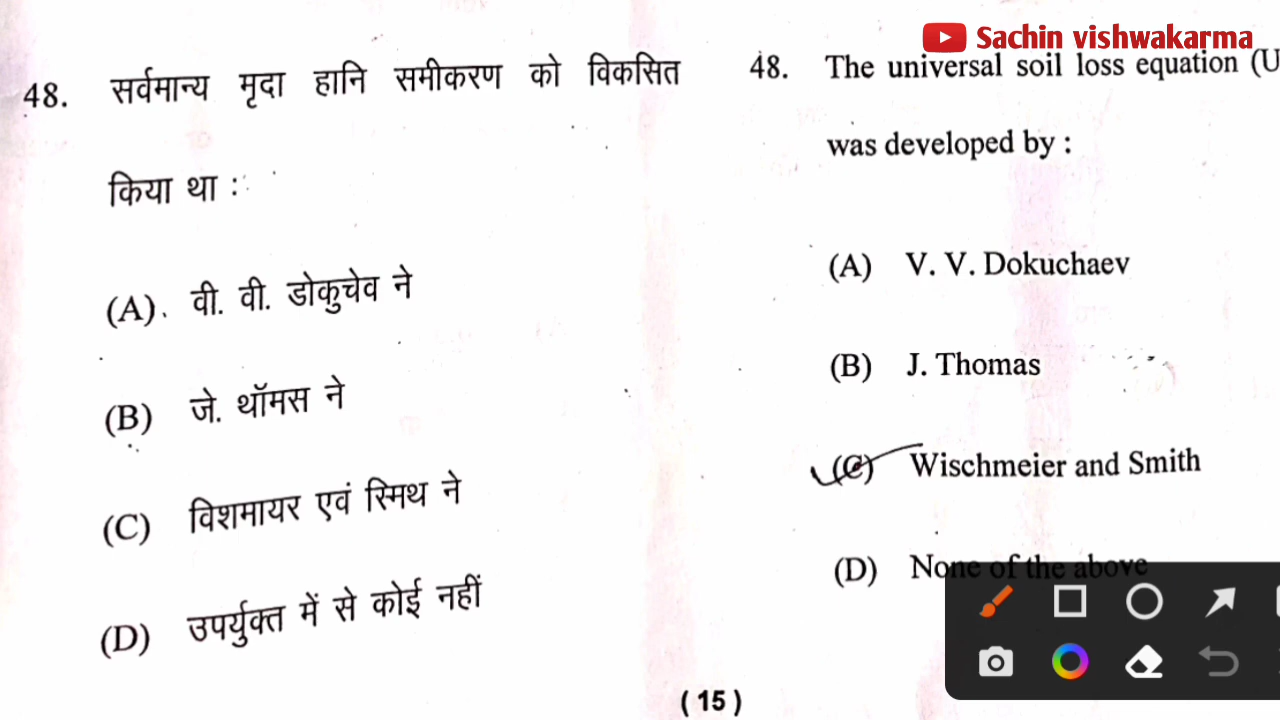 Sachin vishwakarma
48. सर्वमान्य मृदा हानि समीकरण को विकसित
किया था :
(A). वी. वी. डोकुचेव ने
(B) जे. थॉमस ने
(C) विशमायर एवं स्मिथ ने
(D) उपर्युक्त में से कोई नहीं
48. The universal soil loss equation (U
was developed by :
(A) V. V. Dokuchaev
(B) J. Thomas
(C) Wischmeier and Smith
(D) None of the above
( 15 )